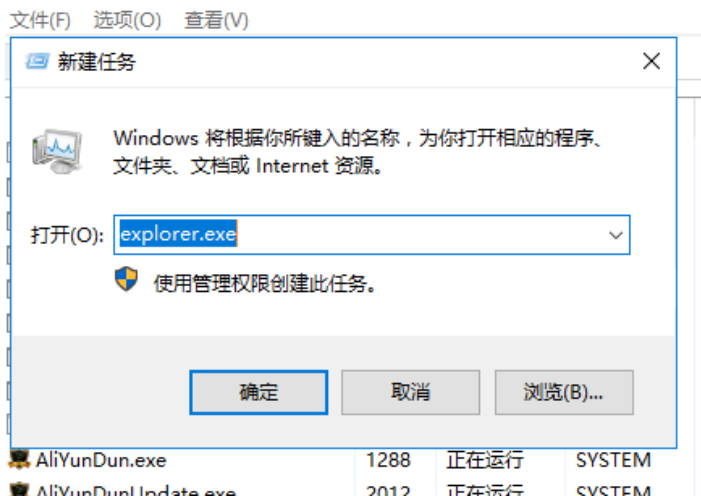 文件(F) 选项(O) 查看(V)
新建任务
Windows 将根据你所键入的名称，为你打开相应的程序、
文件夹、文档或 Internet 资源。
打开(O): explorer.exe
使用管理权限创建此任务。
确定 取消 浏览(B)...
AliYunDun.exe 1288 正在运行 SYSTEM
AliYunDunUpdate.exe 2012 正在运行 SYSTEM